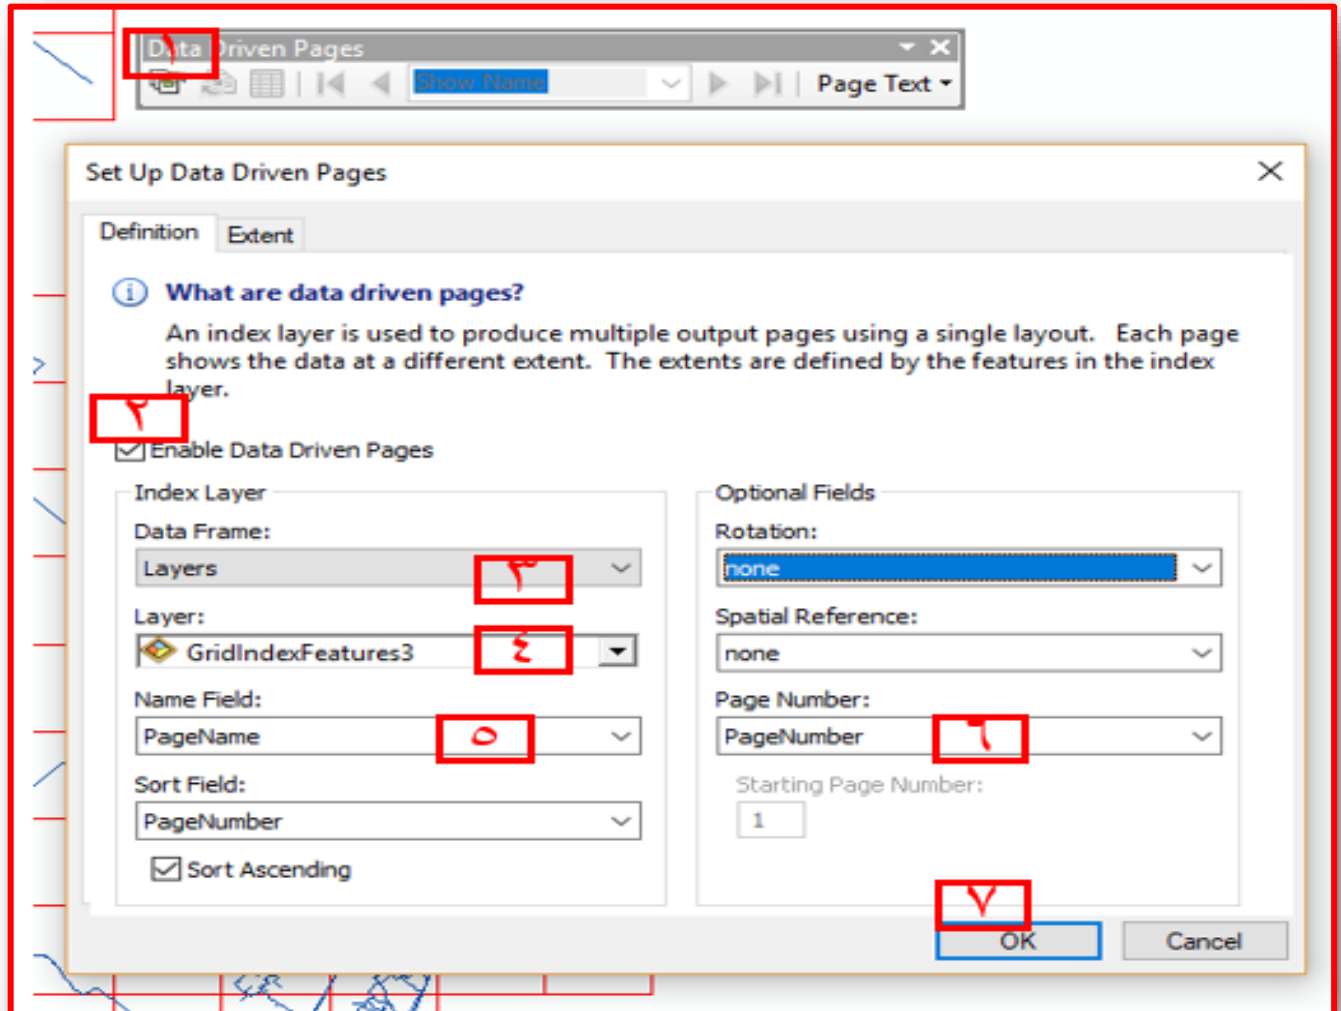 ١
Data Driven Pages
Show Name
Page Text
Set Up Data Driven Pages
Definition
Extent
What are data driven pages?
An index layer is used to produce multiple output pages using a single layout. Each page
shows the data at a different extent. The extents are defined by the features in the index
layer.
٢
Enable Data Driven Pages
Index Layer
Data Frame:
Layers
٣
Layer:
GridIndexFeatures3
٤
Name Field:
PageName
٥
Sort Field:
PageNumber
Sort Ascending
Optional Fields
Rotation:
none
Spatial Reference:
none
Page Number:
PageNumber
٦
Starting Page Number:
1
٧
OK
Cancel